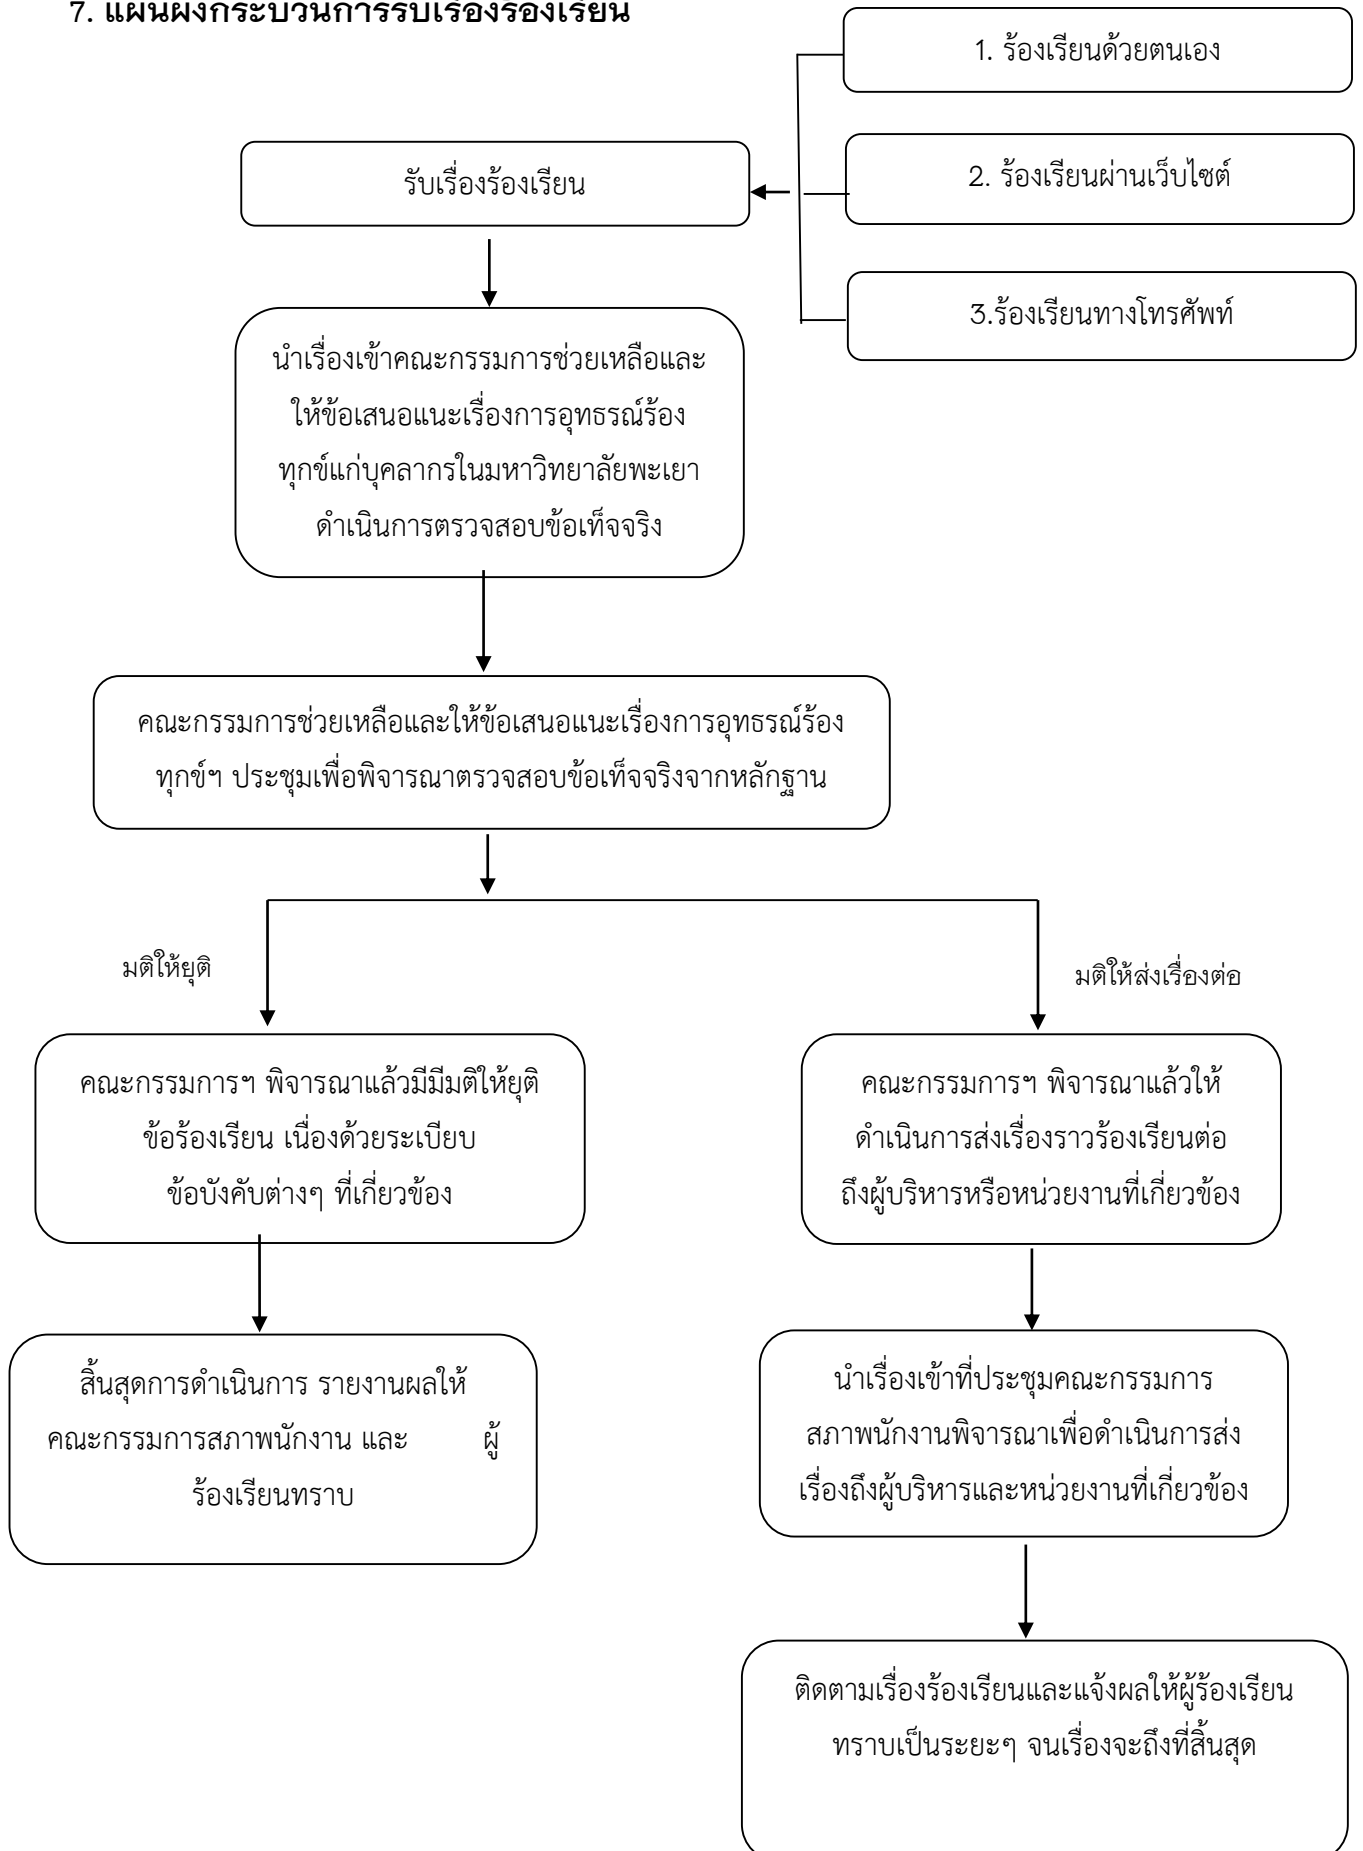 7. แผนผังกระบวนการรับเรื่องร้องเรียน
1. ร้องเรียนด้วยตนเอง
รับเรื่องร้องเรียน
2. ร้องเรียนผ่านเว็บไซต์
3.ร้องเรียนทางโทรศัพท์
นำเรื่องเข้าคณะกรรมการช่วยเหลือและ
ให้ข้อเสนอแนะเรื่องการอุทธรณ์ร้อง
ทุกข์แก่บุคลากรในมหาวิทยาลัยพะเยา
ดำเนินการตรวจสอบข้อเท็จจริง
คณะกรรมการช่วยเหลือและให้ข้อเสนอแนะเรื่องการอุทธรณ์ร้อง
ทุกข์ฯ ประชุมเพื่อพิจารณาตรวจสอบข้อเท็จจริงจากหลักฐาน
มติให้ยุติ
มติให้ส่งเรื่องต่อ
คณะกรรมการฯ พิจารณาแล้วมีมีมติให้ยุติ
ข้อร้องเรียน เนื่องด้วยระเบียบ
ข้อบังคับต่างๆ ที่เกี่ยวข้อง
คณะกรรมการฯ พิจารณาแล้วให้
ดำเนินการส่งเรื่องราวร้องเรียนต่อ
ถึงผู้บริหารหรือหน่วยงานที่เกี่ยวข้อง
สิ้นสุดการดำเนินการ รายงานผลให้
คณะกรรมการสภาพนักงาน และ ผู้
ร้องเรียนทราบ
นำเรื่องเข้าที่ประชุมคณะกรรมการ
สภาพนักงานพิจารณาเพื่อดำเนินการส่ง
เรื่องถึงผู้บริหารและหน่วยงานที่เกี่ยวข้อง
ติดตามเรื่องร้องเรียนและแจ้งผลให้ผู้ร้องเรียน
ทราบเป็นระยะๆ จนเรื่องจะถึงที่สิ้นสุด